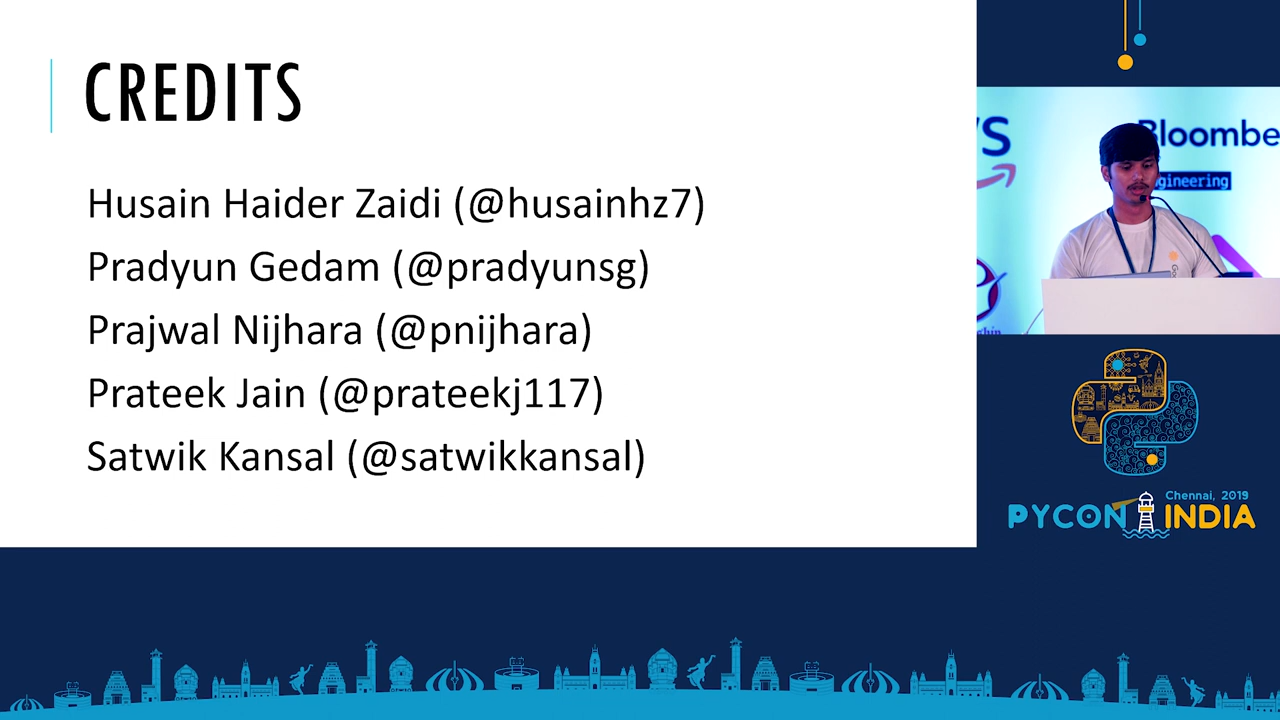 CREDITS
Husain Haider Zaidi (@husainhz7)
Pradyun Gedam (@pradyunsg)
Prajwal Nijhara (@pnijhara)
Prateek Jain (@prateekj117)
Satwik Kansal (@satwikkansal)
Bloombe
gineering
Chennai, 2019
PYCON INDIA